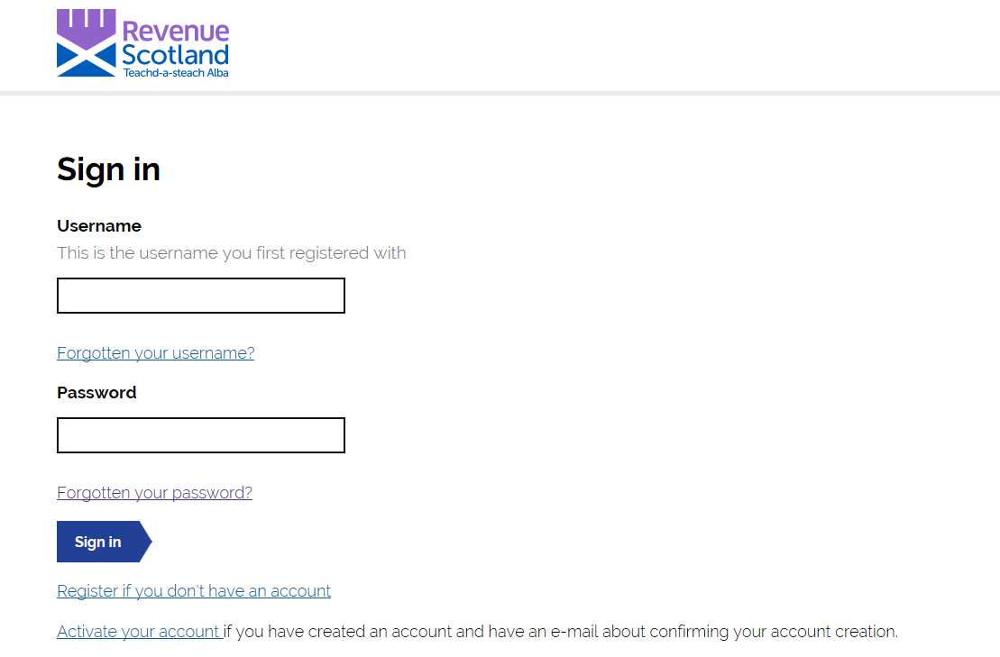 Revenue
Scotland
Teachd-a-steach Alba
Sign in
Username
This is the username you first registered with
Forgotten your username?
Password
Forgotten your password?
Sign in
Register if you don't have an account
Activate your account if you have created an account and have an e-mail about confirming your account creation.